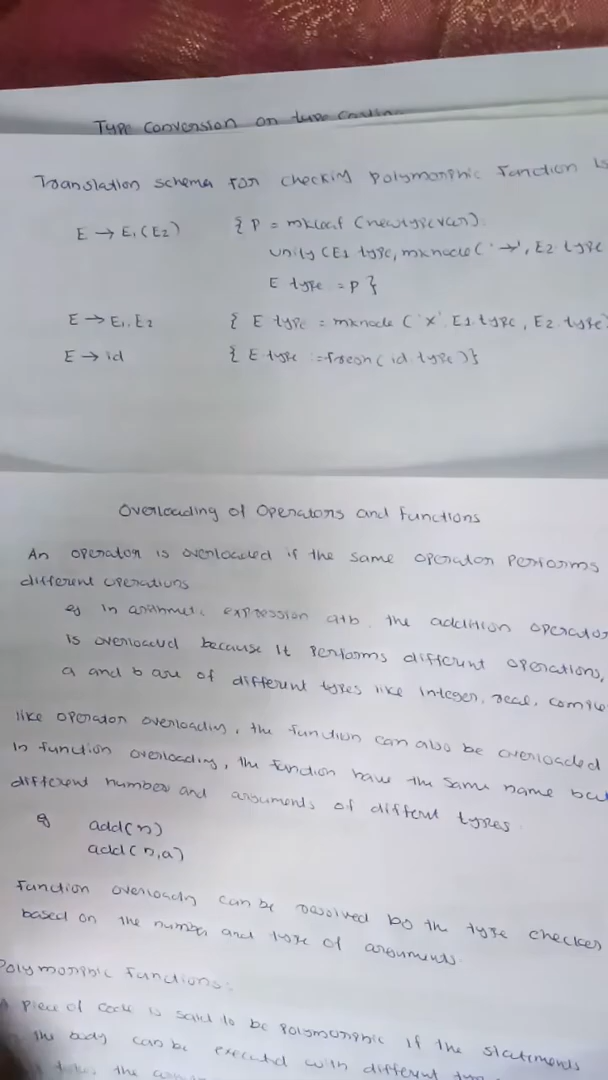 Type conversion or type
Translation schema for checking polymorphic function is
E → E1(E2) { P = mkleaf (newtypevar)
unify (E1 type, mknode ('→', E2 type
E type = P }
E → E1, E2 { E type = mknode ('x' E1 type, E2 type)
E → id { E type := fresh ( id type )}
Overloading of Operators and functions
An operator is overloaded if the same operator performs
different operations
eg in arithmetic expression a+b, the addition operator
is overloaded because it performs different operations,
a and b are of different types like integer, real,
like operator overloading, the function can also be overloaded
In function overloading, the function have the same name but
different number and arguments of different types
eg add(n)
add(n,a)
Function overloading can be resolved by the type checker
based on the number and type of arguments.
Polymorphic functions:
piece of code is said to be polymorphic if the statements
the body can be executed with different
the